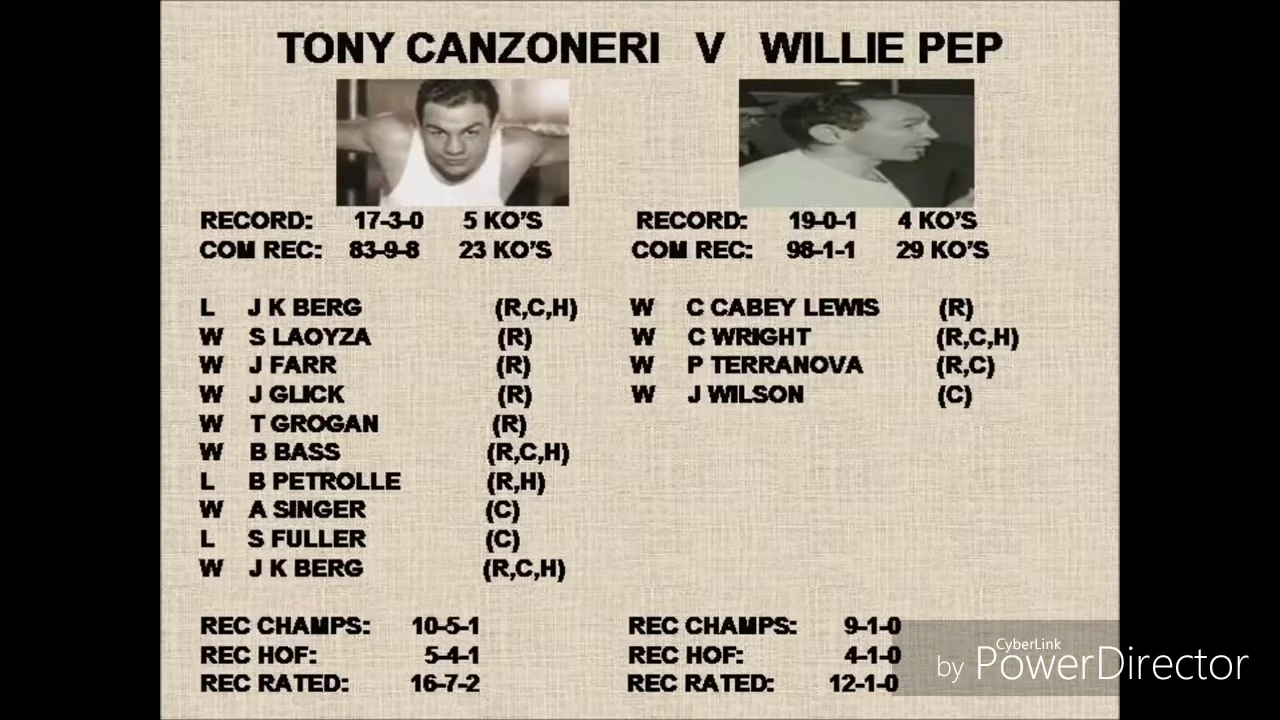 TONY CANZONERI V WILLIE PEP
RECORD: 17-3-0 5 KO'S
COM REC: 83-9-8 23 KO'S
L J K BERG (R,C,H)
W S LAOYZA (R)
W J FARR (R)
W J GLICK (R)
W T GROGAN (R)
W B BASS (R,C,H)
L B PETROLLE (R,H)
W A SINGER (C)
L S FULLER (C)
W J K BERG (R,C,H)
REC CHAMPS: 10-5-1
REC HOF: 5-4-1
REC RATED: 16-7-2
RECORD: 19-0-1 4 KO'S
COM REC: 98-1-1 29 KO'S
W C CABEY LEWIS (R)
W C WRIGHT (R,C,H)
W P TERRANOVA (R,C)
W J WILSON (C)
REC CHAMPS: 9-1-0
REC HOF: 4-1-0
REC RATED: 12-1-0
CyberLink
by PowerDirector